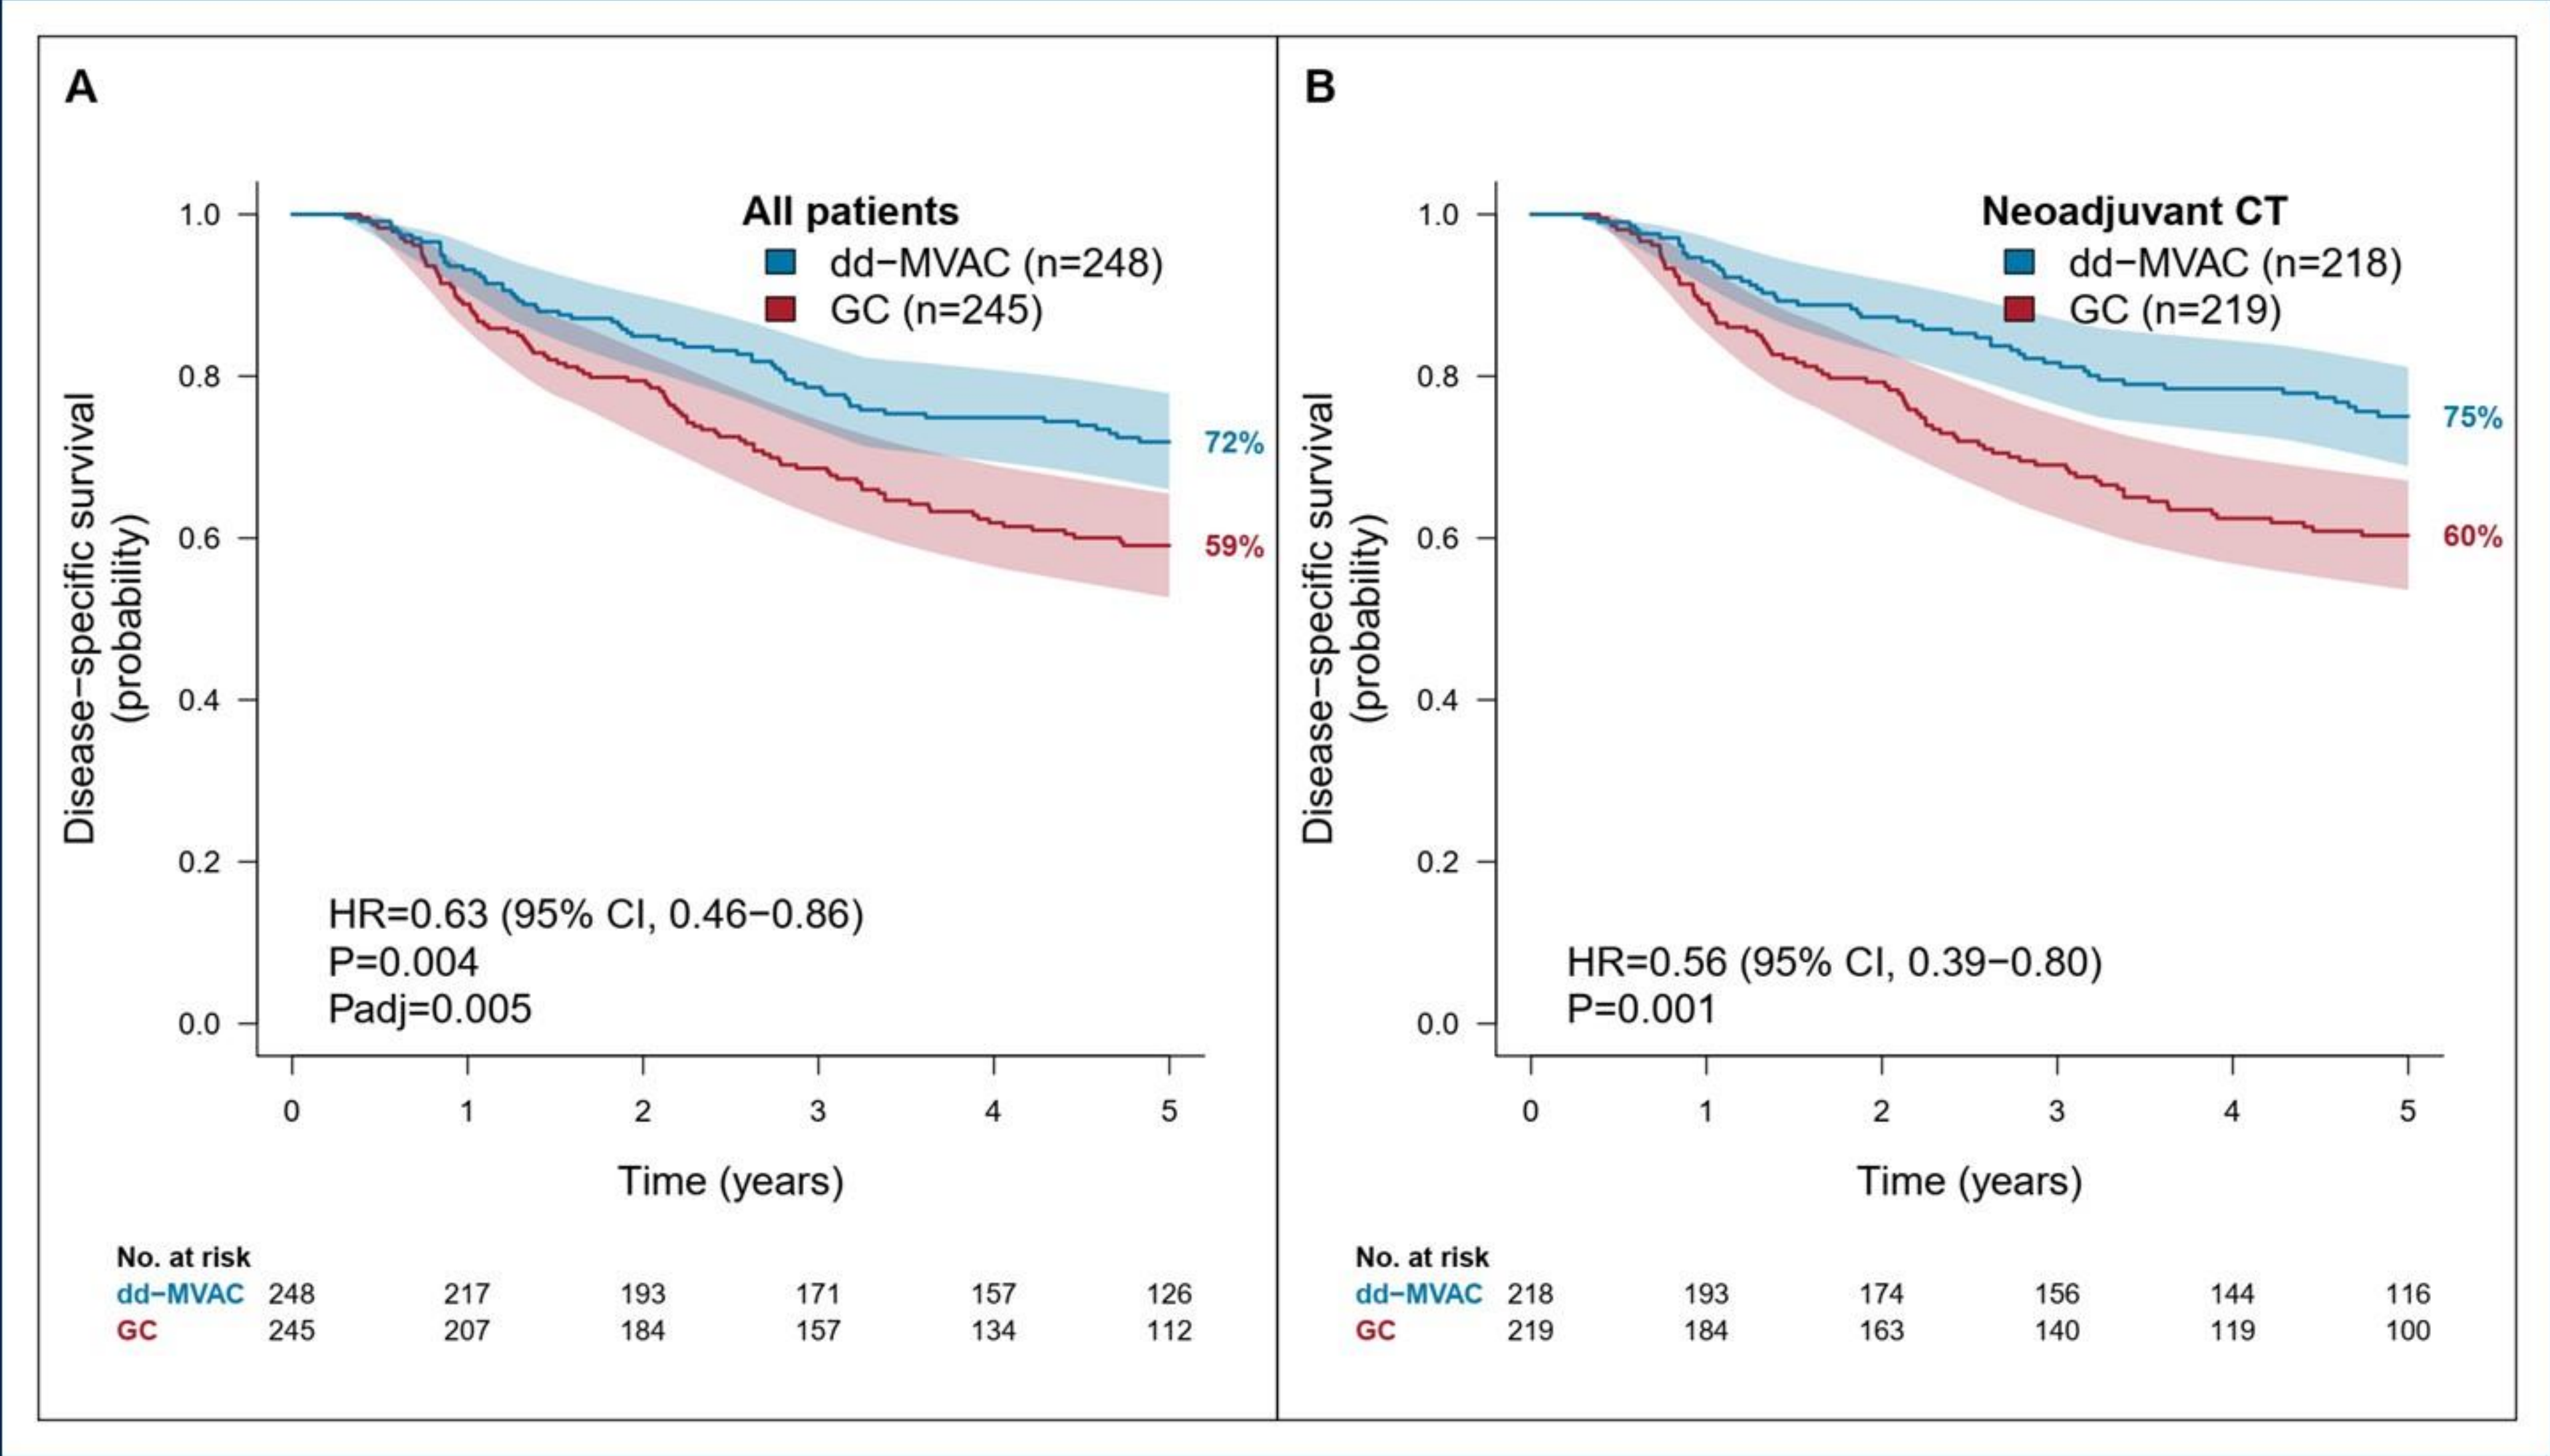 A
All patients
dd−MVAC (n=248)
GC (n=245)
Disease−specific survival
(probability)
1.0
0.8
0.6
0.4
0.2
0.0
72%
59%
HR=0.63 (95% CI, 0.46−0.86)
P=0.004
Padj=0.005
0 1 2 3 4 5
Time (years)
No. at risk
dd−MVAC 248 217 193 171 157 126
GC 245 207 184 157 134 112
B
Neoadjuvant CT
dd−MVAC (n=218)
GC (n=219)
Disease−specific survival
(probability)
1.0
0.8
0.6
0.4
0.2
0.0
75%
60%
HR=0.56 (95% CI, 0.39−0.80)
P=0.001
0 1 2 3 4 5
Time (years)
No. at risk
dd−MVAC 218 193 174 156 144 116
GC 219 184 163 140 119 100